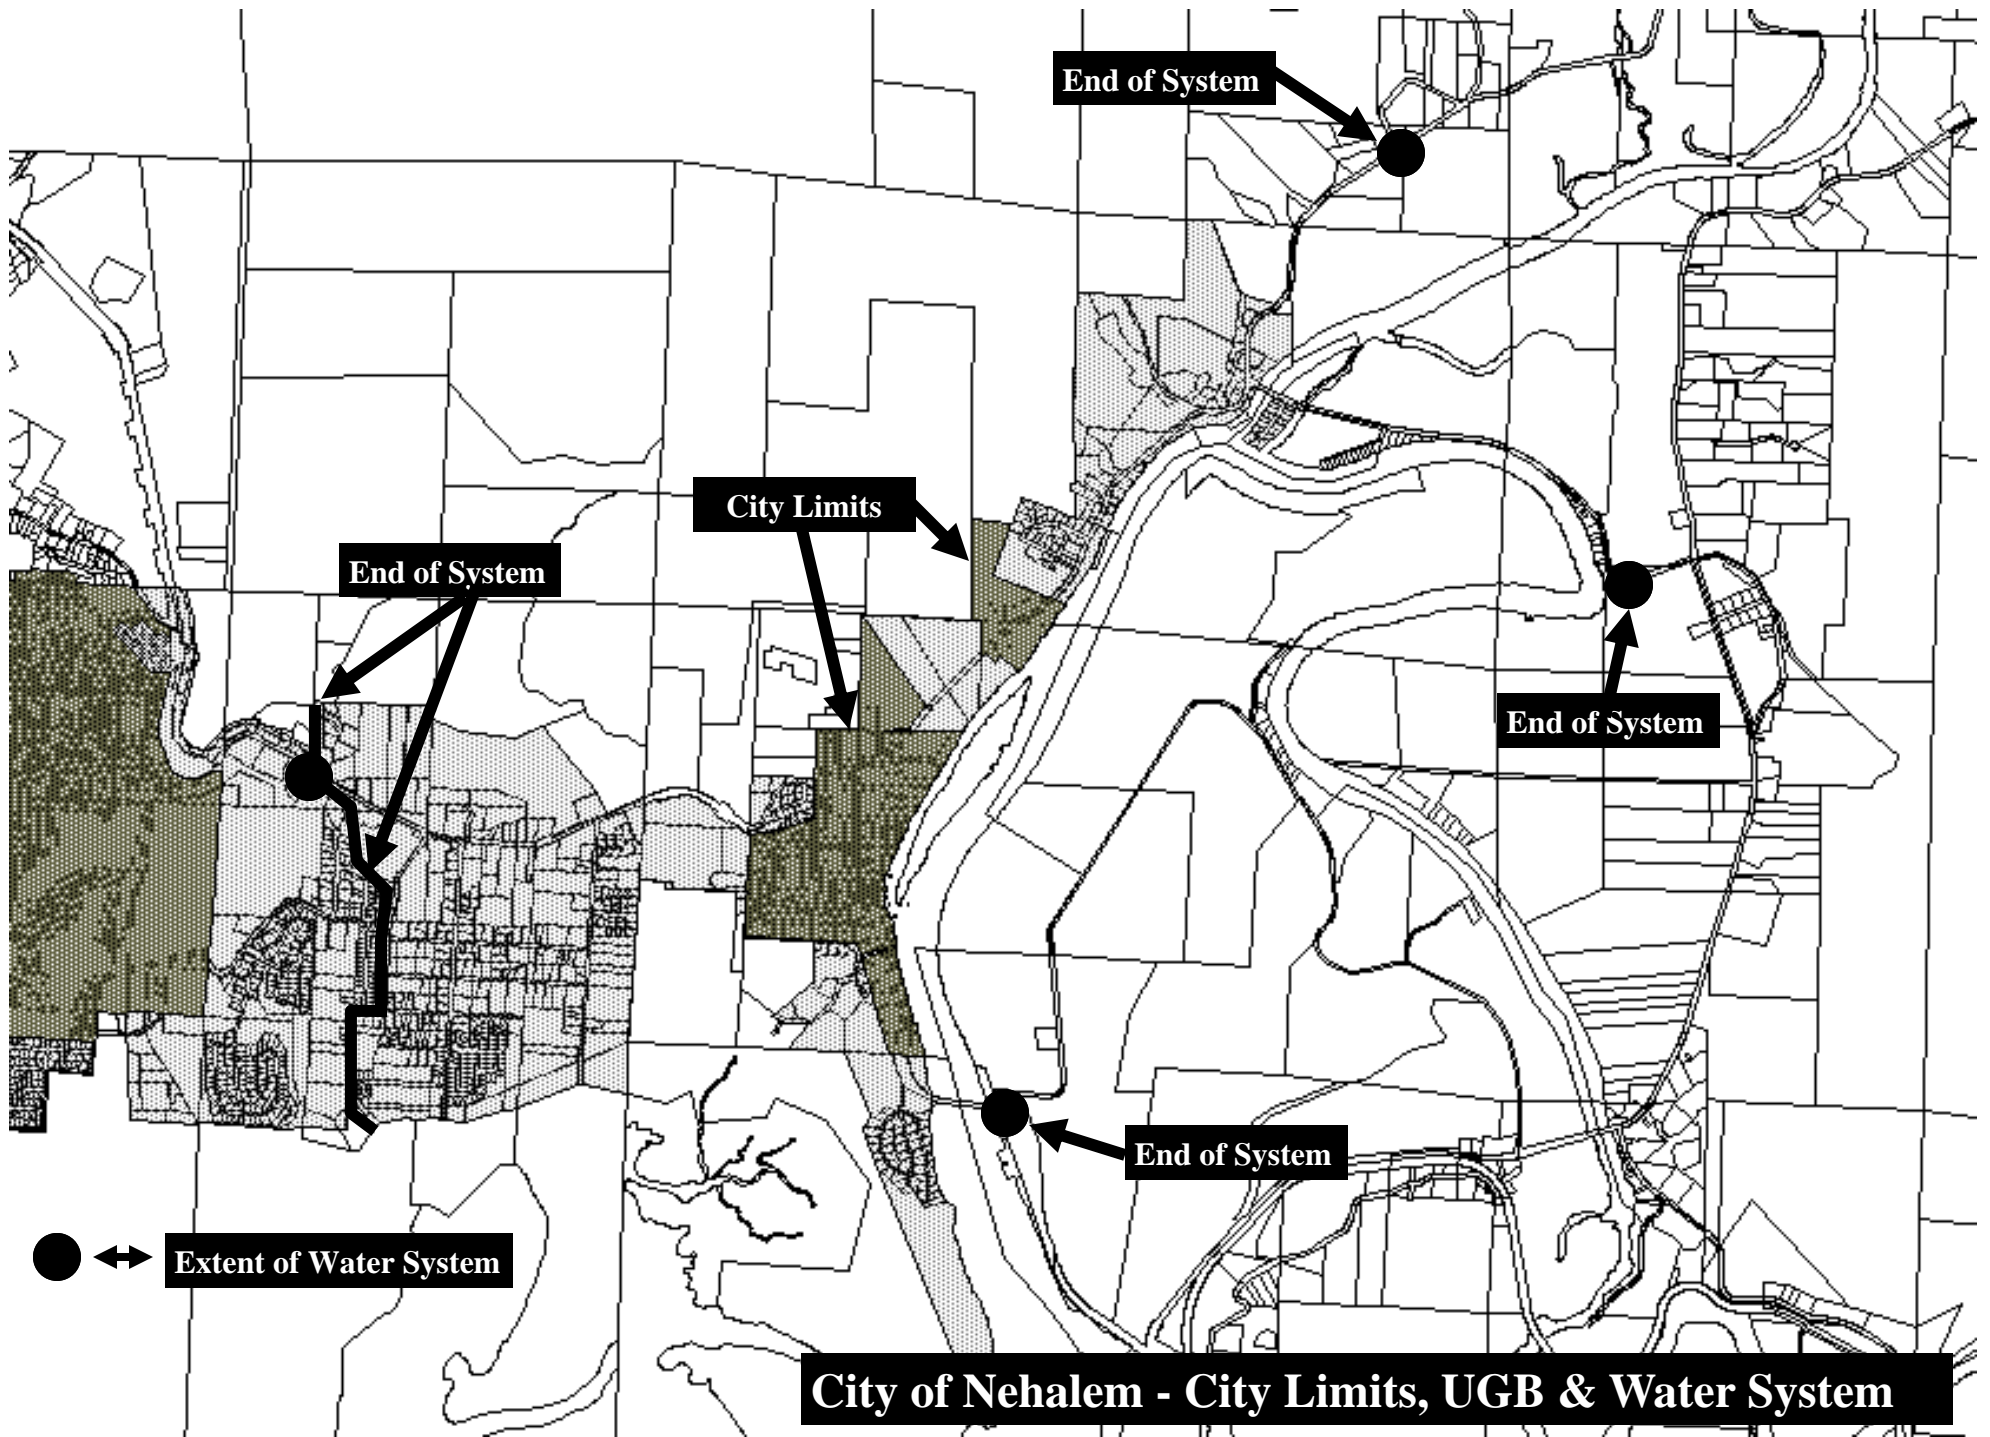 End of System
City Limits
End of System
End of System
End of System
Extent of Water System
City of Nehalem - City Limits, UGB & Water System